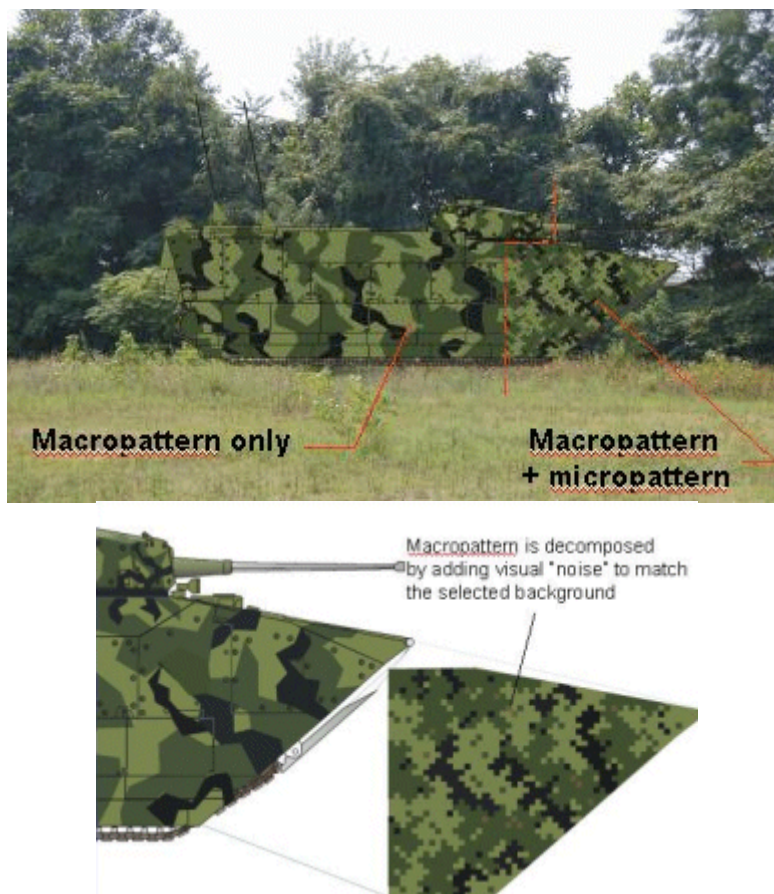 Macropattern only
Macropattern
+ micropattern
Macropattern is decomposed
by adding visual "noise" to match
the selected background